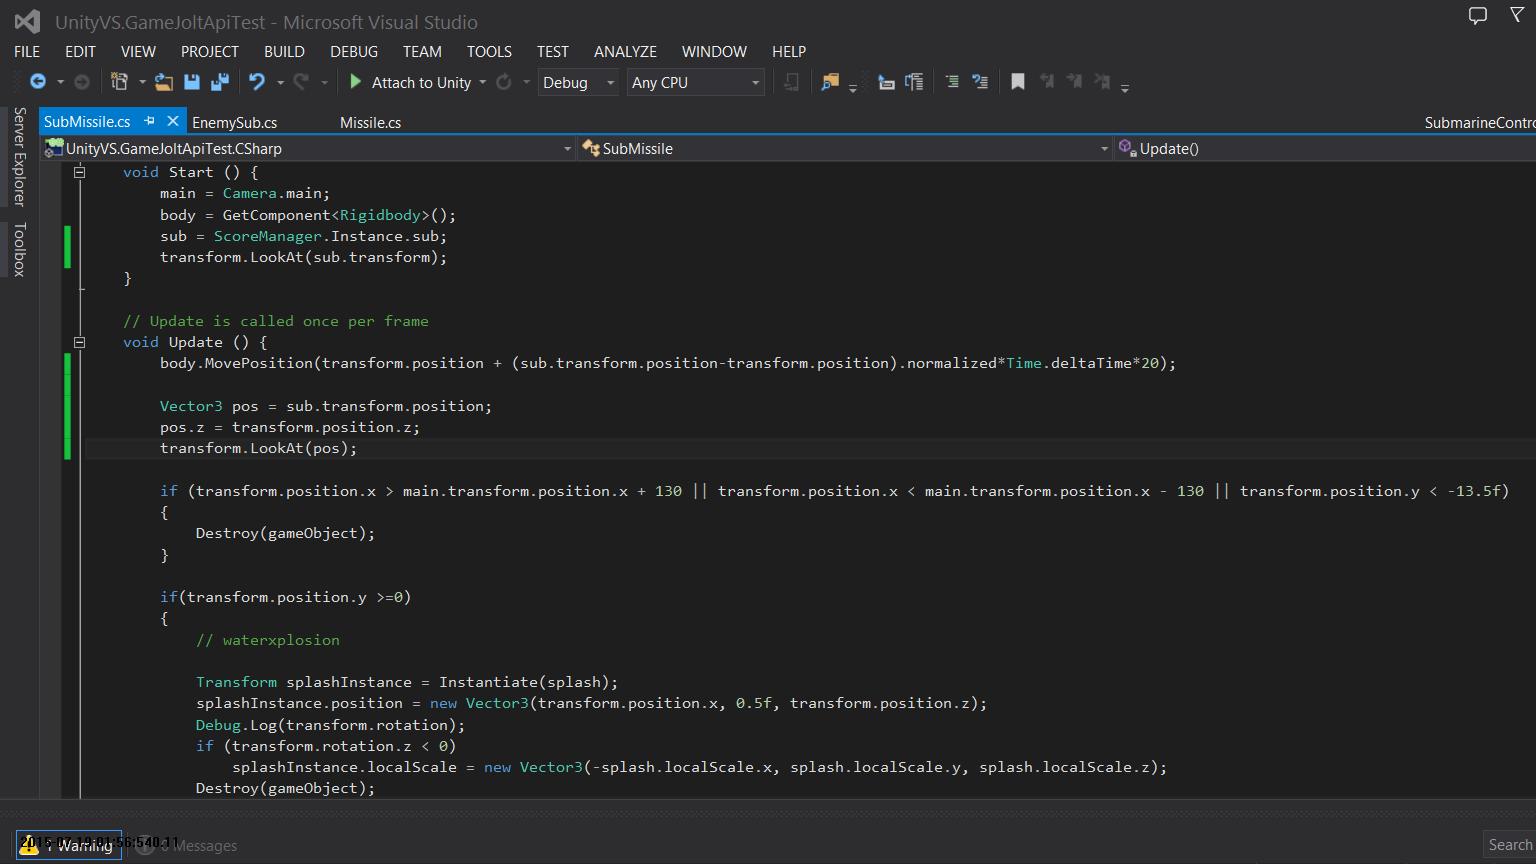 UnityVS.GameJoltApiTest - Microsoft Visual Studio
FILE EDIT VIEW PROJECT BUILD DEBUG TEAM TOOLS TEST ANALYZE WINDOW HELP
Attach to Unity Debug Any CPU
Server Explorer
Toolbox
SubMissile.cs EnemySub.cs Missile.cs SubmarineContro
UnityVS.GameJoltApiTest.CSharp SubMissile Update()
void Start () {
main = Camera.main;
body = GetComponent<Rigidbody>();
sub = ScoreManager.Instance.sub;
transform.LookAt(sub.transform);
}
// Update is called once per frame
void Update () {
body.MovePosition(transform.position + (sub.transform.position-transform.position).normalized*Time.deltaTime*20);
Vector3 pos = sub.transform.position;
pos.z = transform.position.z;
transform.LookAt(pos);
if (transform.position.x > main.transform.position.x + 130 || transform.position.x < main.transform.position.x - 130 || transform.position.y < -13.5f)
{
Destroy(gameObject);
}
if(transform.position.y >=0)
{
// waterxplosion
Transform splashInstance = Instantiate(splash);
splashInstance.position = new Vector3(transform.position.x, 0.5f, transform.position.z);
Debug.Log(transform.rotation);
if (transform.rotation.z < 0)
splashInstance.localScale = new Vector3(-splash.localScale.x, splash.localScale.y, splash.localScale.z);
Destroy(gameObject);
1 Warning 0 Messages
Search